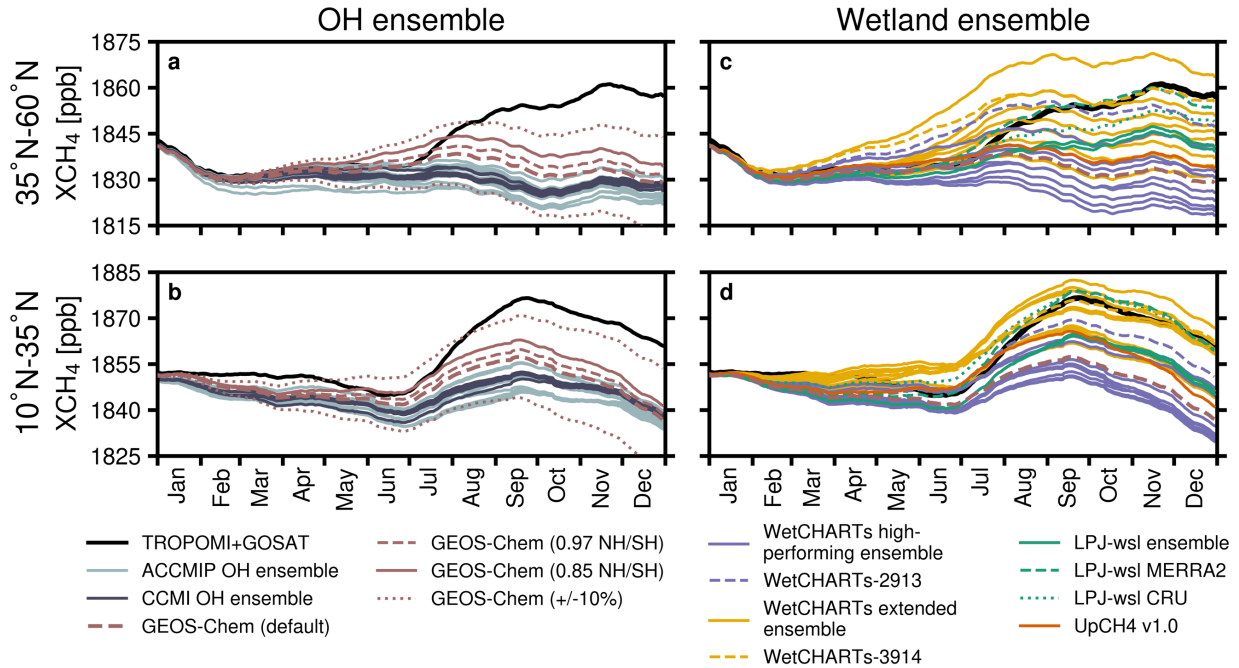 OH ensemble
Wetland ensemble
35°N-60°N
XCH4 [ppb]
1875
1860
1845
1830
1815
a
c
10°N-35°N
XCH4 [ppb]
1885
1870
1855
1840
1825
b
d
Jan
Feb
Mar
Apr
May
Jun
Jul
Aug
Sep
Oct
Nov
Dec
Jan
Feb
Mar
Apr
May
Jun
Jul
Aug
Sep
Oct
Nov
Dec
TROPOMI+GOSAT
ACCMIP OH ensemble
CCMI OH ensemble
GEOS-Chem (default)
GEOS-Chem (0.97 NH/SH)
GEOS-Chem (0.85 NH/SH)
GEOS-Chem (+/-10%)
WetCHARTs high-
performing ensemble
WetCHARTs-2913
WetCHARTs extended
ensemble
WetCHARTs-3914
LPJ-wsl ensemble
LPJ-wsl MERRA2
LPJ-wsl CRU
UpCH4 v1.0